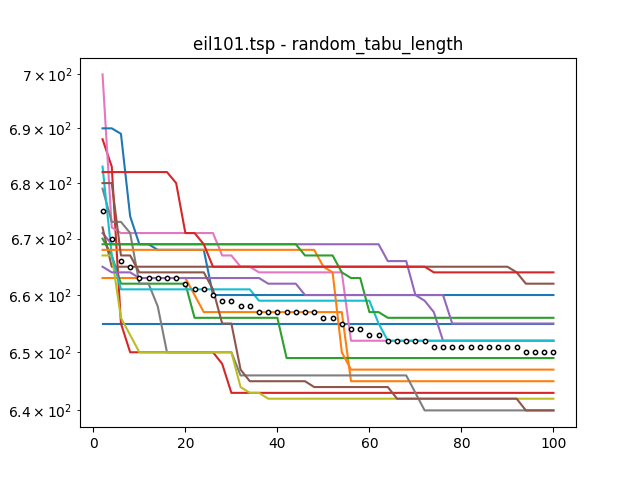 eil101.tsp - random_tabu_length
7 × 10²
6.9 × 10²
6.8 × 10²
6.7 × 10²
6.6 × 10²
6.5 × 10²
6.4 × 10²
0 20 40 60 80 100